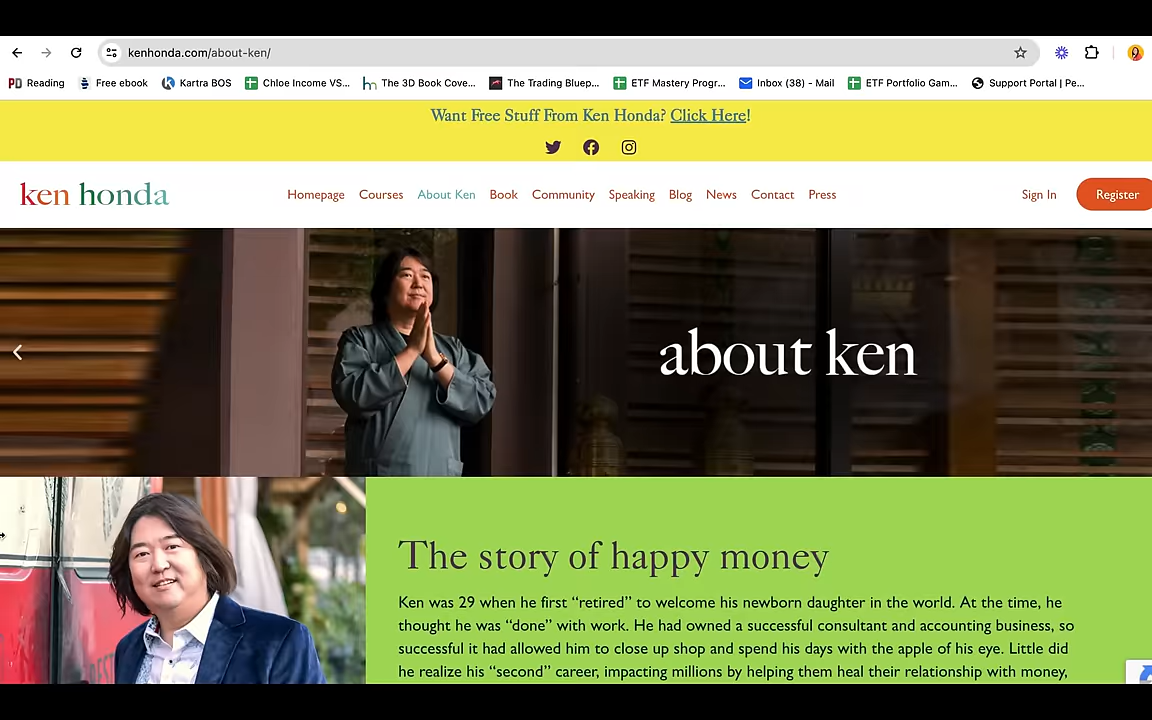 kenhonda.com/about-ken/
Reading Free ebook Kartra BOS Chloe Income VS... The 3D Book Cove... The Trading Bluep... ETF Mastery Progr... Inbox (38) - Mail ETF Portfolio Gam... Support Portal | Pe...
Want Free Stuff From Ken Honda? Click Here!
ken honda Homepage Courses About Ken Book Community Speaking Blog News Contact Press Sign In Register
about ken
The story of happy money
Ken was 29 when he first “retired” to welcome his newborn daughter in the world. At the time, he
thought he was “done” with work. He had owned a successful consultant and accounting business, so
successful it had allowed him to close up shop and spend his days with the apple of his eye. Little did
he realize his “second” career, impacting millions by helping them heal their relationship with money,